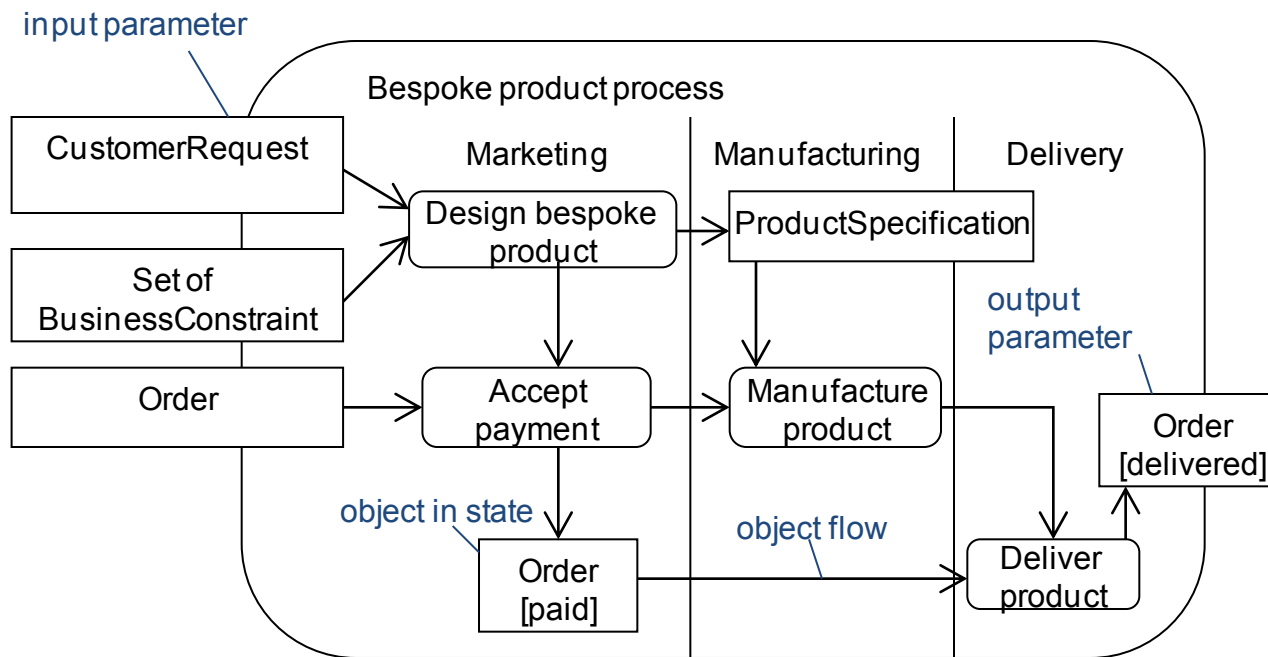 input parameter
Bespoke product process
CustomerRequest
Marketing
Manufacturing
Delivery
Design bespoke
product
ProductSpecification
Set of
BusinessConstraint
output
parameter
Order
Accept
payment
Manufacture
product
Order
[delivered]
object in state
object flow
Order
[paid]
Deliver
product